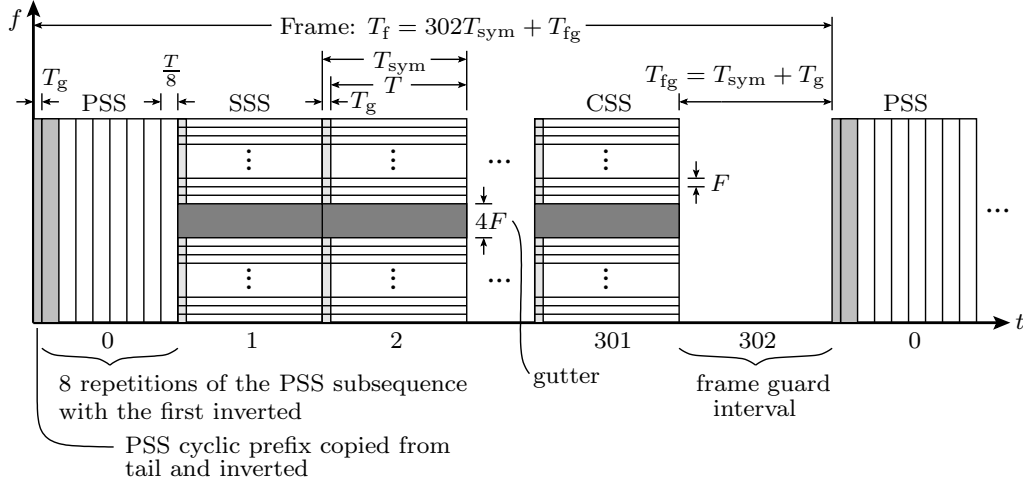 f
Frame: T_f = 302T_sym + T_fg
T_sym
T_g
T/8
T
T_fg = T_sym + T_g
PSS
SSS
T_g
CSS
PSS
⋮
⋮
...
⋮
F
4F
...
⋮
⋮
...
⋮
t
0
1
2
301
302
0
gutter
8 repetitions of the PSS subsequence
with the first inverted
frame guard
interval
PSS cyclic prefix copied from
tail and inverted